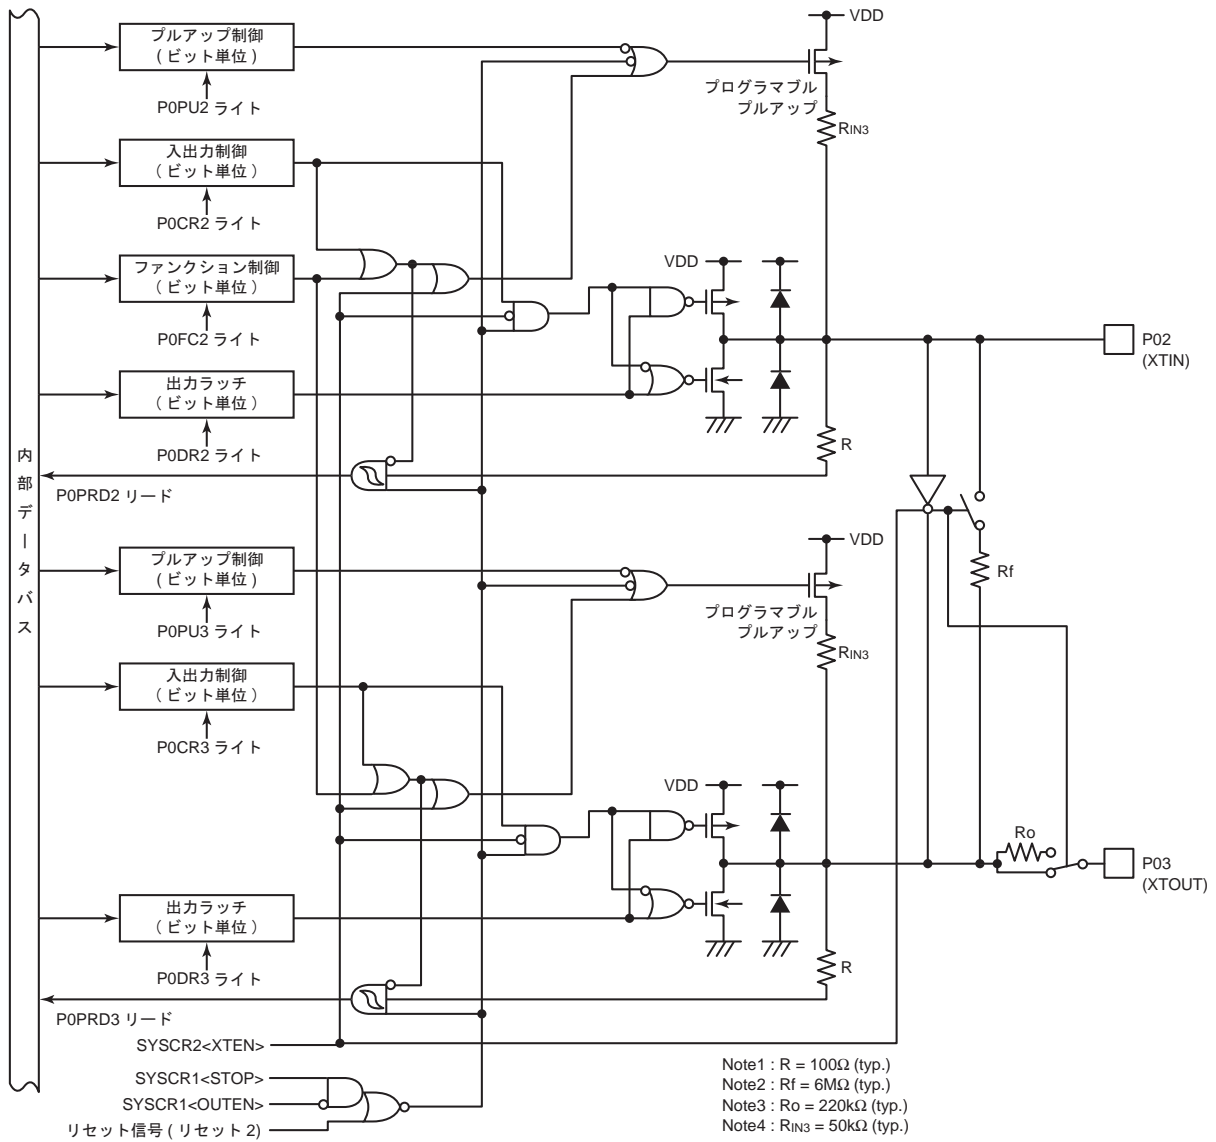 VDD
プルアップ制御
( ビット単位 )
P0PU2 ライト
プログラマブル
プルアップ
RIN3
入出力制御
( ビット単位 )
P0CR2 ライト
ファンクション制御
( ビット単位 )
P0FC2 ライト
VDD
P02
(XTIN)
出力ラッチ
( ビット単位 )
P0DR2 ライト
R
P0PRD2 リード
内部データバス
VDD
プルアップ制御
( ビット単位 )
P0PU3 ライト
プログラマブル
プルアップ
RIN3
Rf
入出力制御
( ビット単位 )
P0CR3 ライト
VDD
Ro
P03
(XTOUT)
出力ラッチ
( ビット単位 )
P0DR3 ライト
R
P0PRD3 リード
SYSCR2<XTEN>
SYSCR1<STOP>
SYSCR1<OUTEN>
リセット信号 ( リセット 2)
Note1 : R = 100Ω (typ.)
Note2 : Rf = 6MΩ (typ.)
Note3 : Ro = 220kΩ (typ.)
Note4 : RIN3 = 50kΩ (typ.)